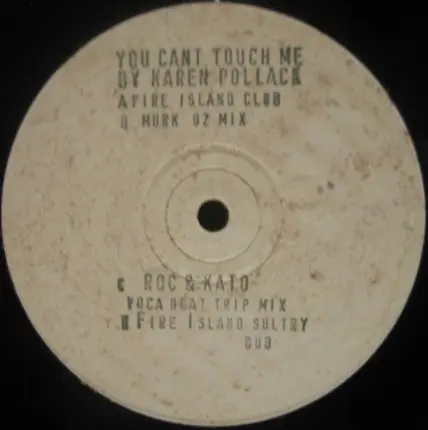 YOU CANT TOUCH ME
BY KAREN POLLACK
A FIRE ISLAND CLUB
B MURK OZ MIX
C ROC & KATO
VOCA BEAT TRIP MIX
FIRE ISLAND SULTRY
DUB